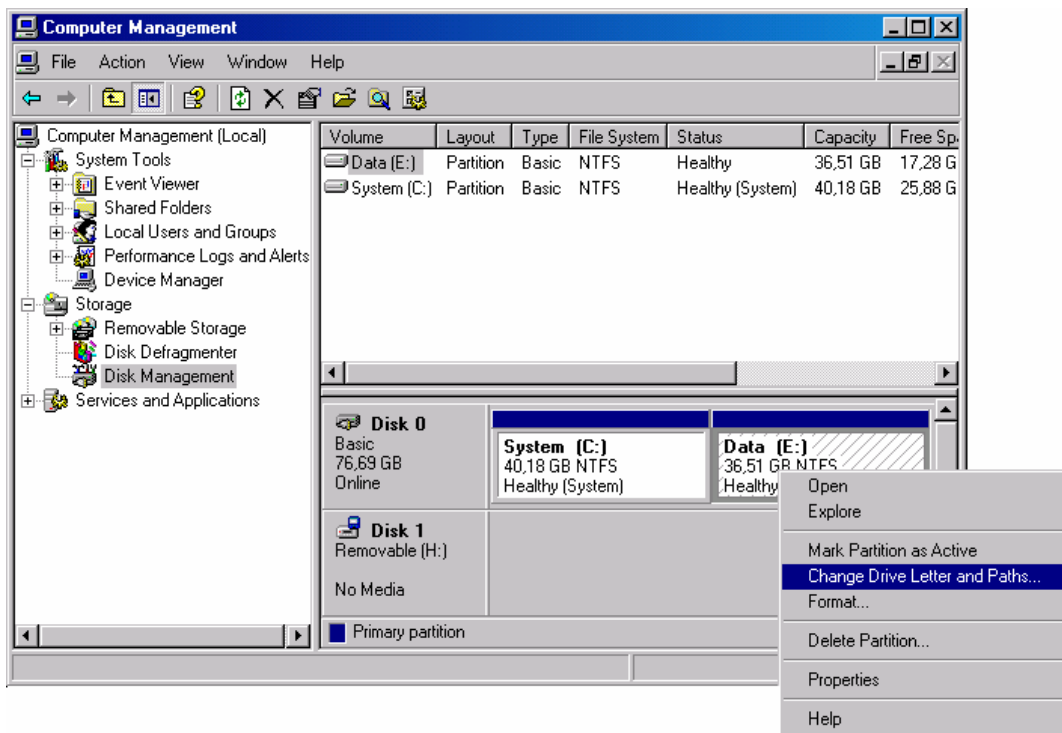 Computer Management
File Action View Window Help
Computer Management (Local)
System Tools
Event Viewer
Shared Folders
Local Users and Groups
Performance Logs and Alerts
Device Manager
Storage
Removable Storage
Disk Defragmenter
Disk Management
Services and Applications
Volume Layout Type File System Status Capacity Free Sp
Data (E:) Partition Basic NTFS Healthy 36,51 GB 17,28 G
System (C:) Partition Basic NTFS Healthy (System) 40,18 GB 25,88 G
Disk 0
Basic
76,69 GB
Online
System (C:)
40,18 GB NTFS
Healthy (System)
Data (E:)
36,51 GB NTFS
Healthy
Disk 1
Removable (H:)
No Media
Primary partition
Open
Explore
Mark Partition as Active
Change Drive Letter and Paths...
Format...
Delete Partition...
Properties
Help